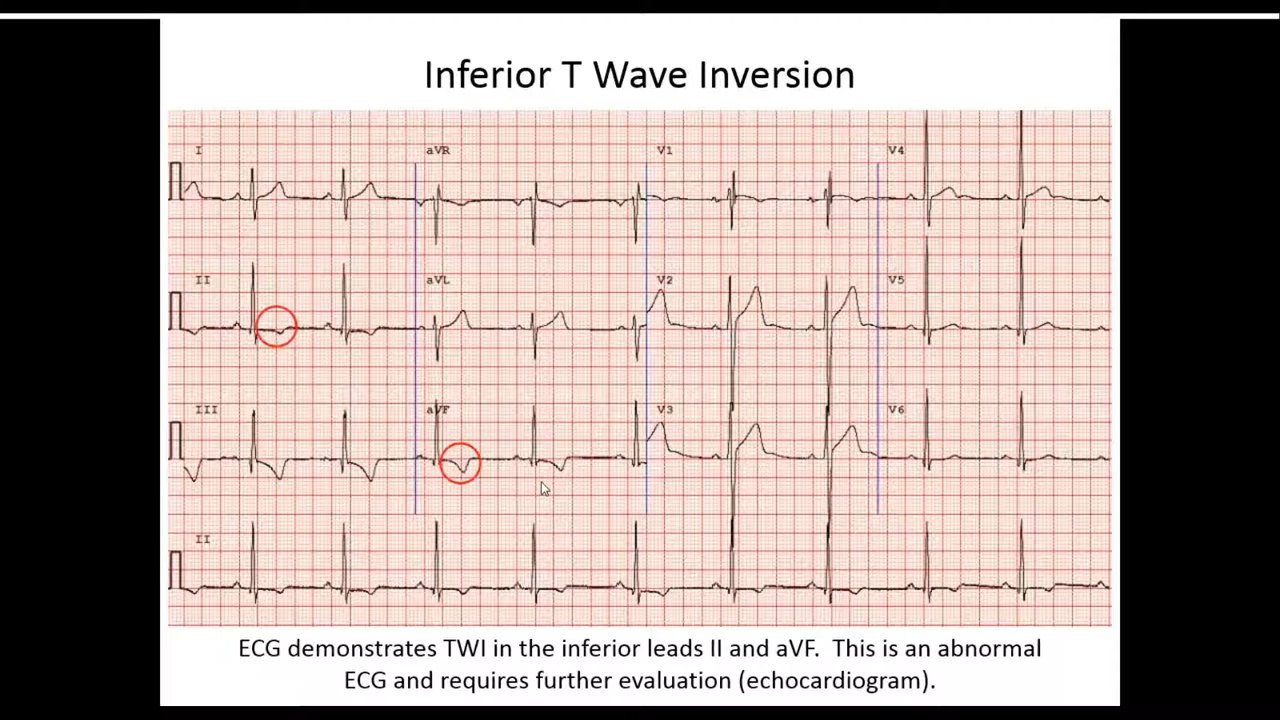 Inferior T Wave Inversion
I aVR V1 V4
II aVL V2 V5
III aVF V3 V6
II
ECG demonstrates TWI in the inferior leads II and aVF.  This is an abnormal
ECG and requires further evaluation (echocardiogram).